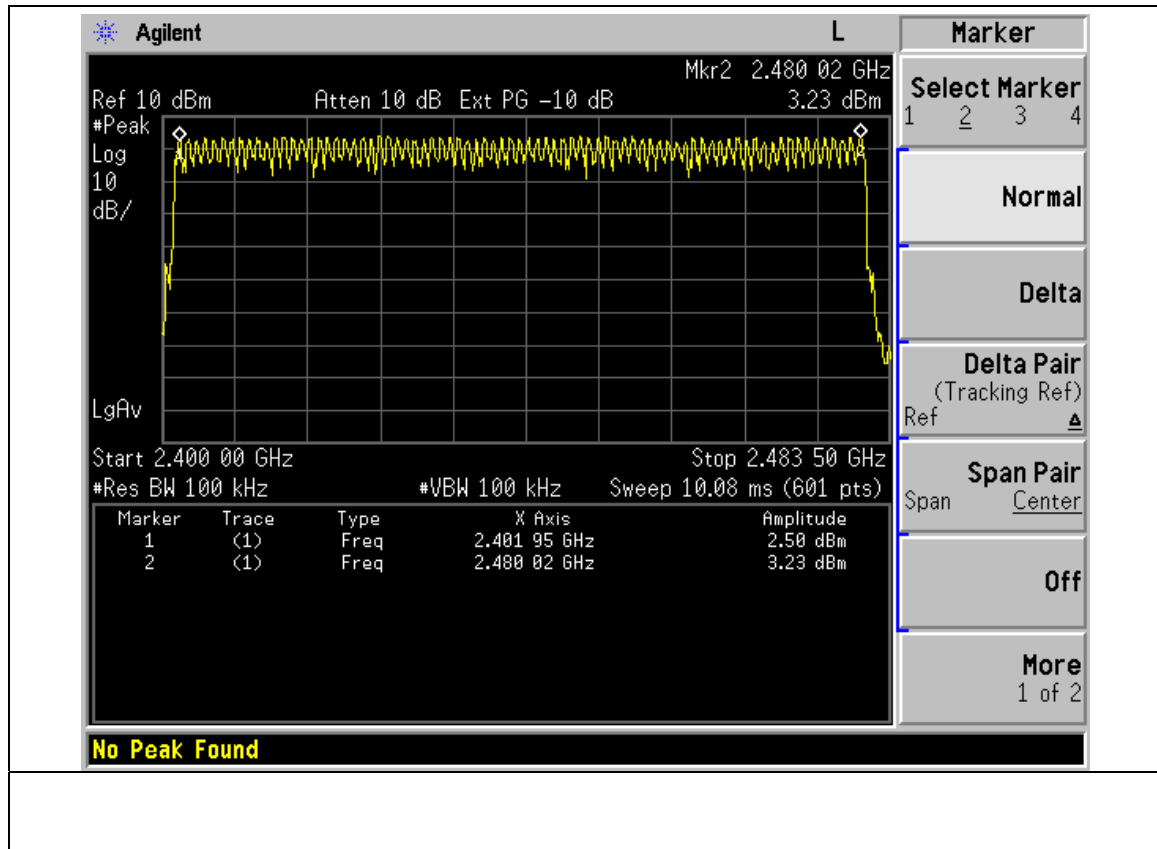 Agilent L Marker
Mkr2 2.480 02 GHz
Ref 10 dBm Atten 10 dB Ext PG −10 dB 3.23 dBm
#Peak
Log
10
dB/
LgAv
Start 2.400 00 GHz Stop 2.483 50 GHz
#Res BW 100 kHz #VBW 100 kHz Sweep 10.08 ms (601 pts)
Marker Trace Type X Axis Amplitude
1 (1) Freq 2.401 95 GHz 2.50 dBm
2 (1) Freq 2.480 02 GHz 3.23 dBm
No Peak Found
Select Marker
1 2 3 4
Normal
Delta
Delta Pair
(Tracking Ref)
Ref Δ
Span Pair
Span Center
Off
More
1 of 2